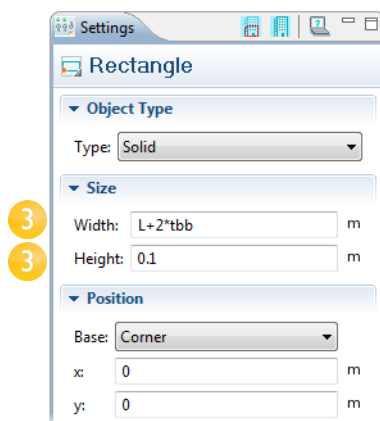 Settings
Rectangle
Object Type
Type: Solid
Size
3 Width: L+2*tbb m
3 Height: 0.1 m
Position
Base: Corner
x: 0 m
y: 0 m